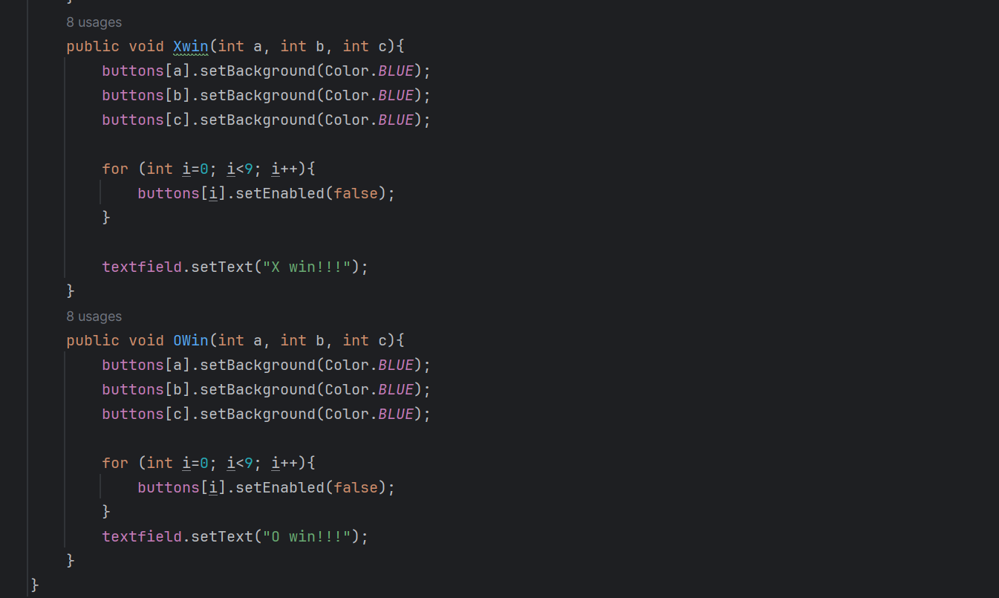 }
8 usages
public void Xwin(int a, int b, int c){
buttons[a].setBackground(Color.BLUE);
buttons[b].setBackground(Color.BLUE);
buttons[c].setBackground(Color.BLUE);
for (int i=0; i<9; i++){
buttons[i].setEnabled(false);
}
textfield.setText("X win!!!");
}
8 usages
public void OWin(int a, int b, int c){
buttons[a].setBackground(Color.BLUE);
buttons[b].setBackground(Color.BLUE);
buttons[c].setBackground(Color.BLUE);
for (int i=0; i<9; i++){
buttons[i].setEnabled(false);
}
textfield.setText("O win!!!");
}
}